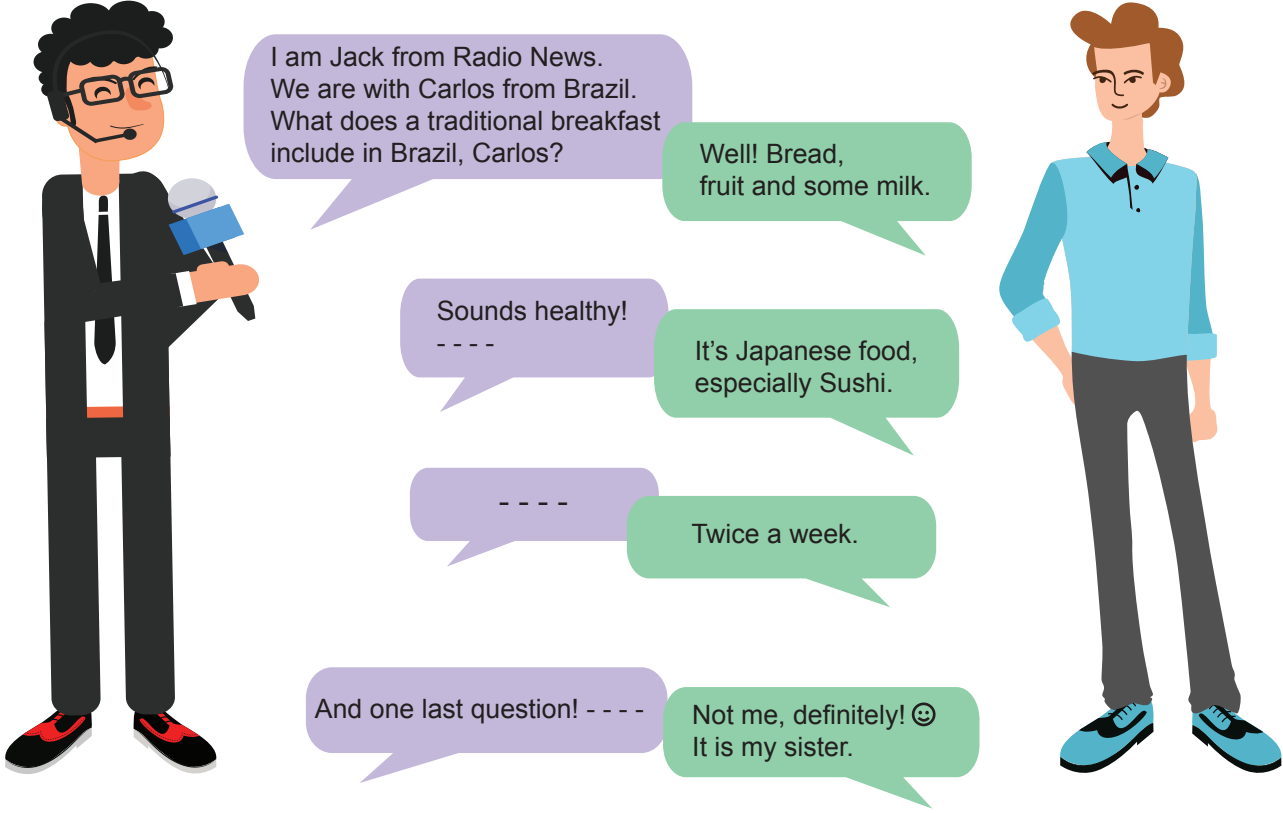 I am Jack from Radio News.
We are with Carlos from Brazil.
What does a traditional breakfast
include in Brazil, Carlos?
Well! Bread,
fruit and some milk.
Sounds healthy!
- - - -
It’s Japanese food,
especially Sushi.
- - - -
Twice a week.
And one last question! - - - -
Not me, definitely! ☺
It is my sister.